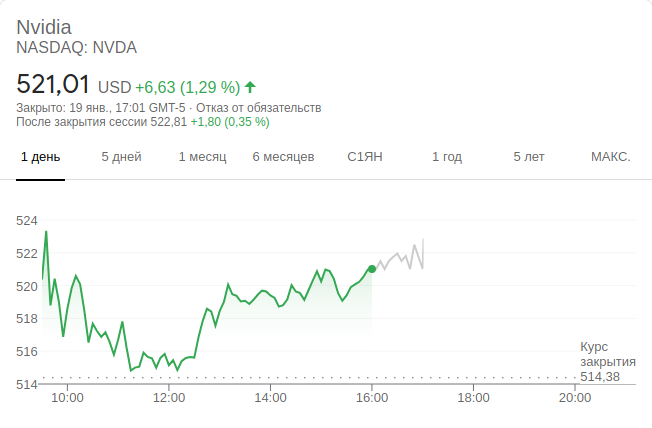 Nvidia
NASDAQ: NVDA
521,01 USD +6,63 (1,29 %)
Закрыто: 19 янв., 17:01 GMT-5 · Отказ от обязательств
После закрытия сессии 522,81 +1,80 (0,35 %)
1 день 5 дней 1 месяц 6 месяцев С1ЯН 1 год 5 лет МАКС.
524
522
520
518
516
514
Курс
закрытия
514,38
10:00 12:00 14:00 16:00 18:00 20:00